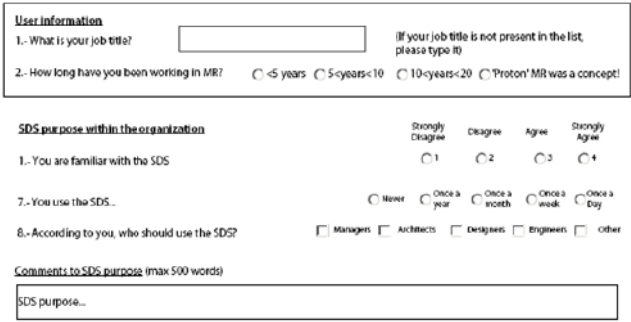 User information
1.- What is your job title?
(If your job title is not present in the list,
please type it)
2.- How long have you been working in MR? <5 years 5<years<10 10<years<20 'Proton' MR was a concept!
SDS purpose within the organization
Strongly Disagree Disagree Agree Strongly Agree
1.- You are familiar with the SDS 1 2 3 4
7.- You use the SDS... Never Once a year Once a month Once a week Once a Day
8.- According to you, who should use the SDS? Managers Architects Designers Engineers Other
Comments to SDS purpose (max 500 words)
SDS purpose...